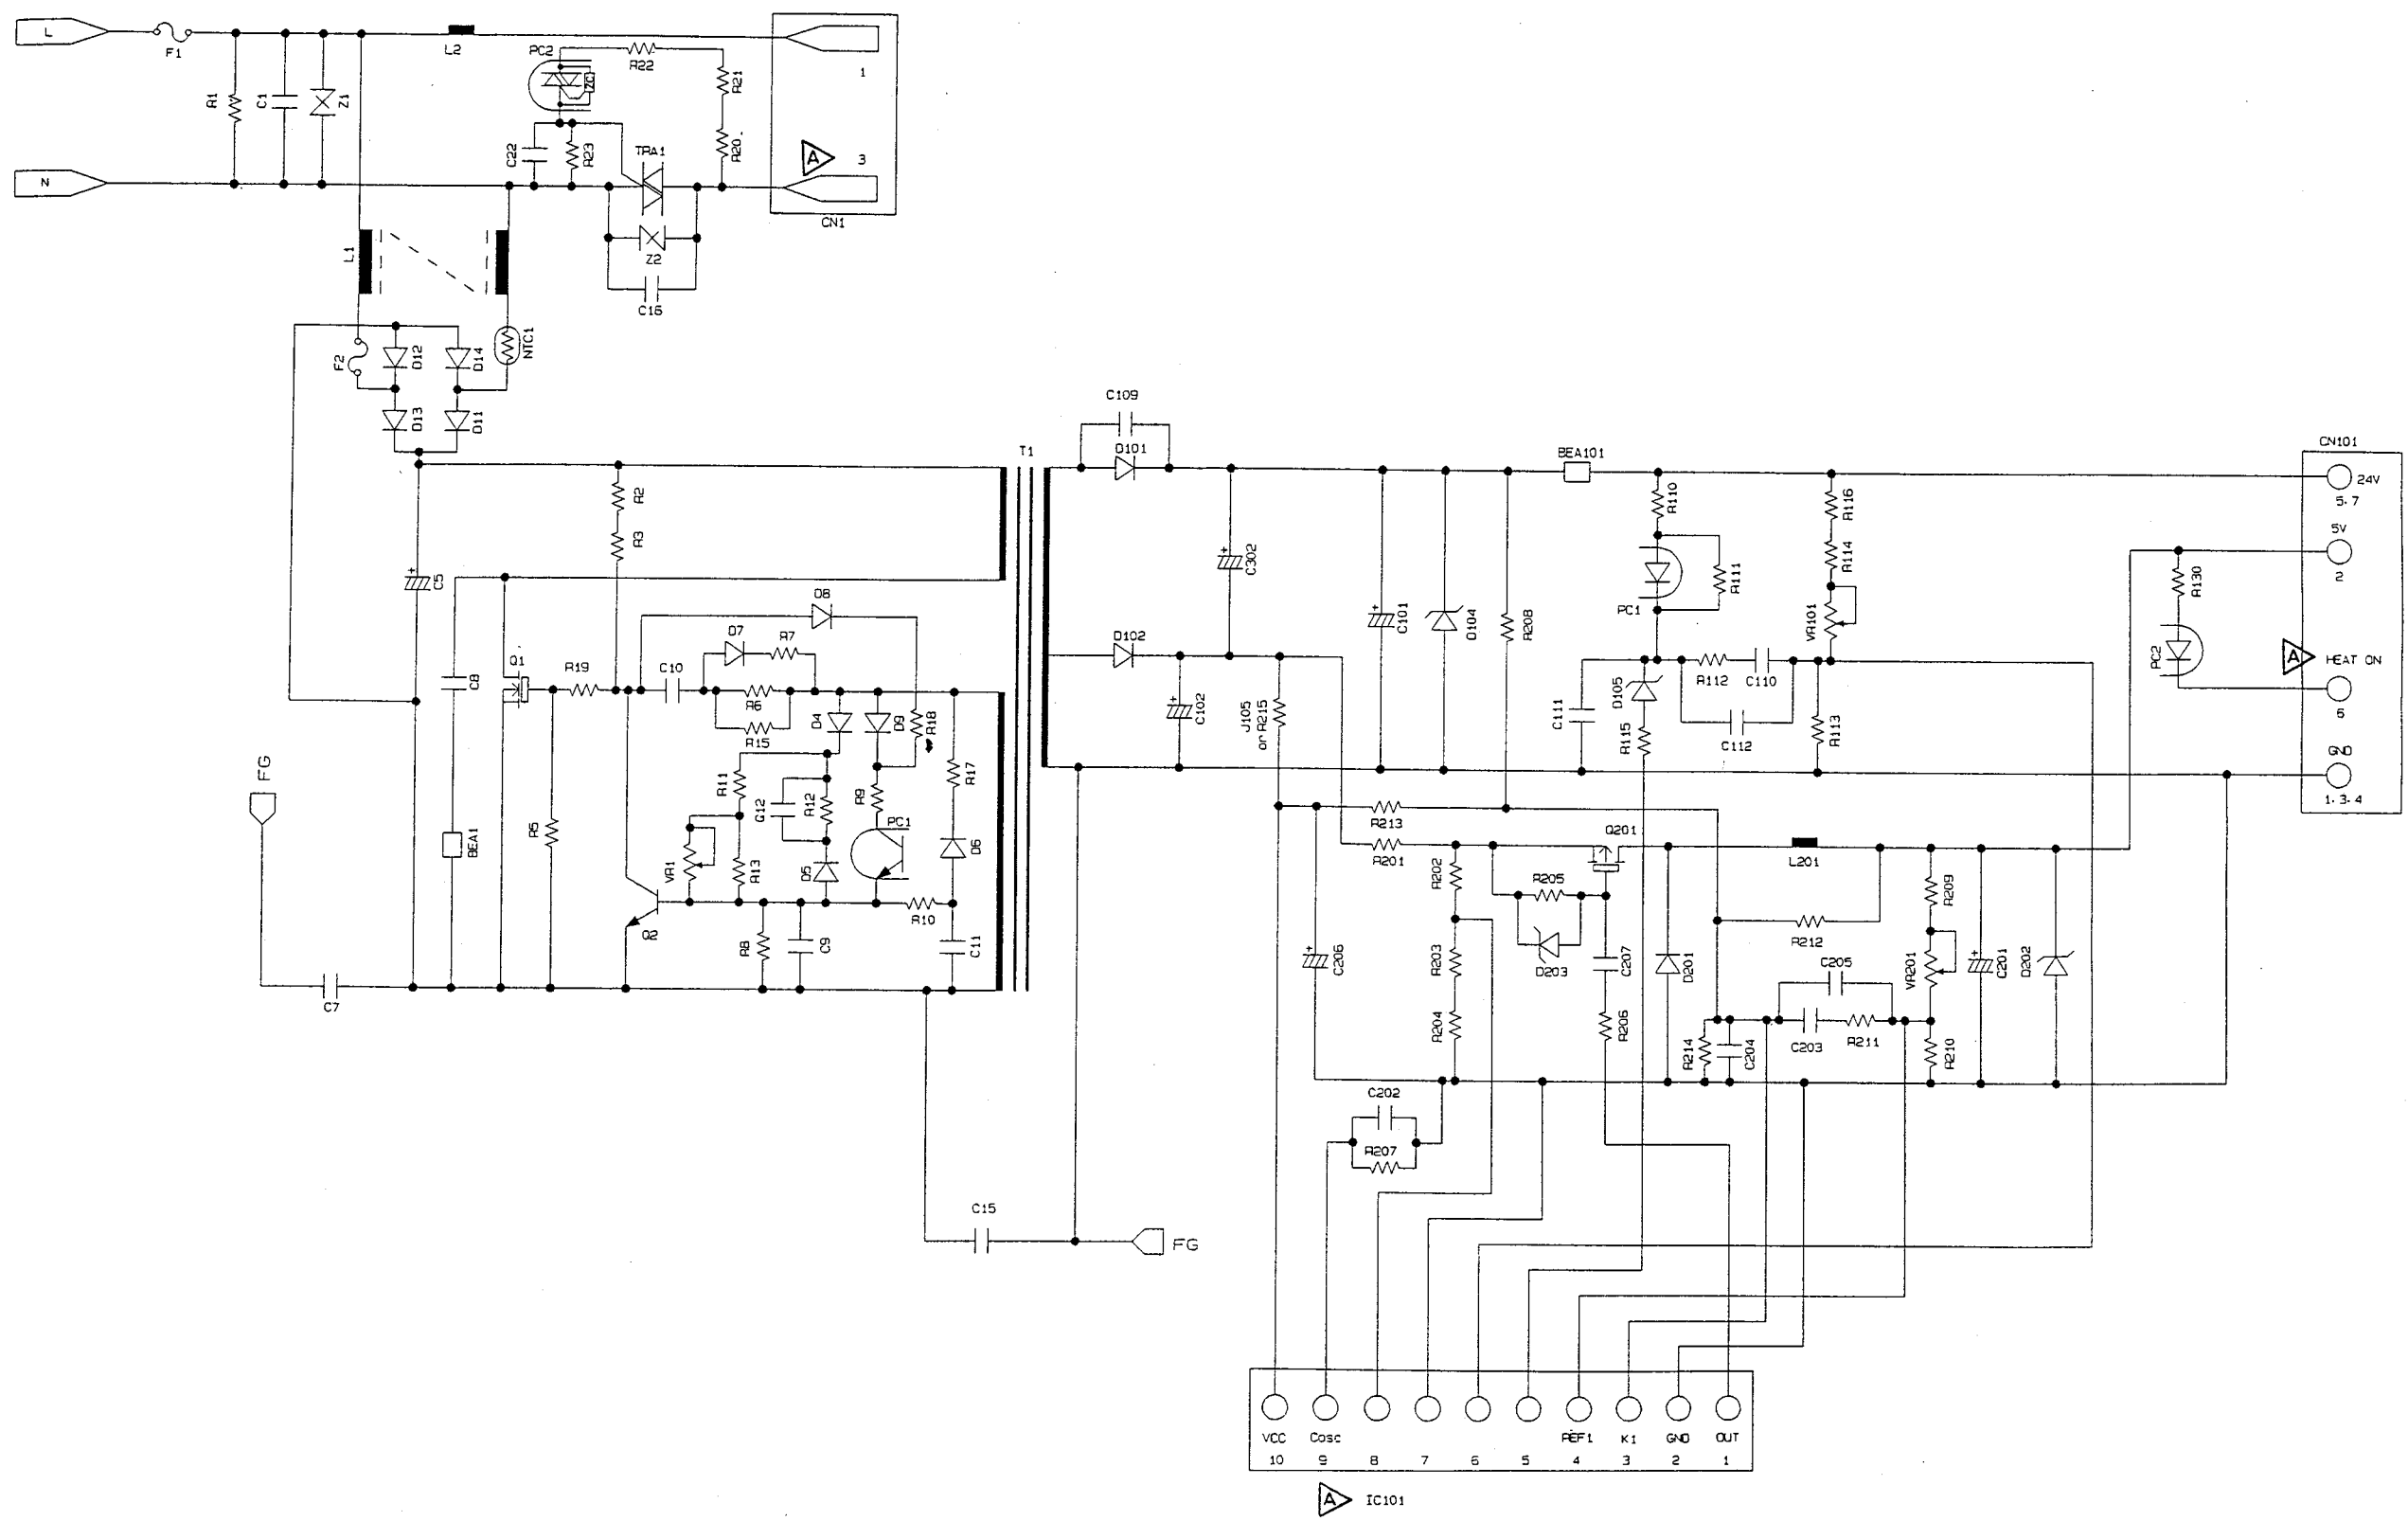 L
F1
L2
R1
C1
Z1
PC2
ZC
R22
R21
R20
1
A
3
CN1
N
C22
R23
TRA1
Z2
C16
L1
F2
D12
D14
NTC1
D13
D11
C5
R2
R3
T1
C109
D101
C302
D102
C102
C101
D104
R208
J105
or R215
BEA101
R110
PC1
R111
R116
R114
VR101
C111
D105
R115
R112
C110
C112
R113
CN101
24V
5. 7
5V
2
R130
PC2
A
HEAT ON
6
GND
1. 3. 4
C8
Q1
R19
D8
D7
R7
C10
R6
R15
D4
D9
R18
R17
R11
C12
R12
R9
PC1
D6
D5
VR1
R13
R10
R8
C9
C11
Q2
R5
BEA1
FG
C7
C15
FG
R213
R201
R202
R203
R204
C206
R205
D203
Q201
C207
R206
D201
L201
R212
R209
VR201
C201
D202
C205
C203
R211
R214
C204
R210
C202
R207
VCC
Cosc
REF1
K1
GND
OUT
10
9
8
7
6
5
4
3
2
1
A
IC101